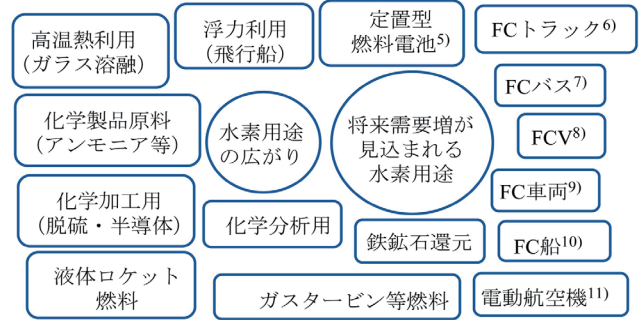 高温熱利用
（ガラス溶融）
浮力利用
（飛行船）
定置型
燃料電池5)
FCトラック6)
化学製品原料
（アンモニア等）
水素用途
の広がり
将来需要増が
見込まれる
水素用途
FCバス7)
FCV8)
化学加工用
（脱硫・半導体）
化学分析用
鉄鉱石還元
FC車両9)
FC船10)
液体ロケット
燃料
ガスタービン等燃料
電動航空機11)